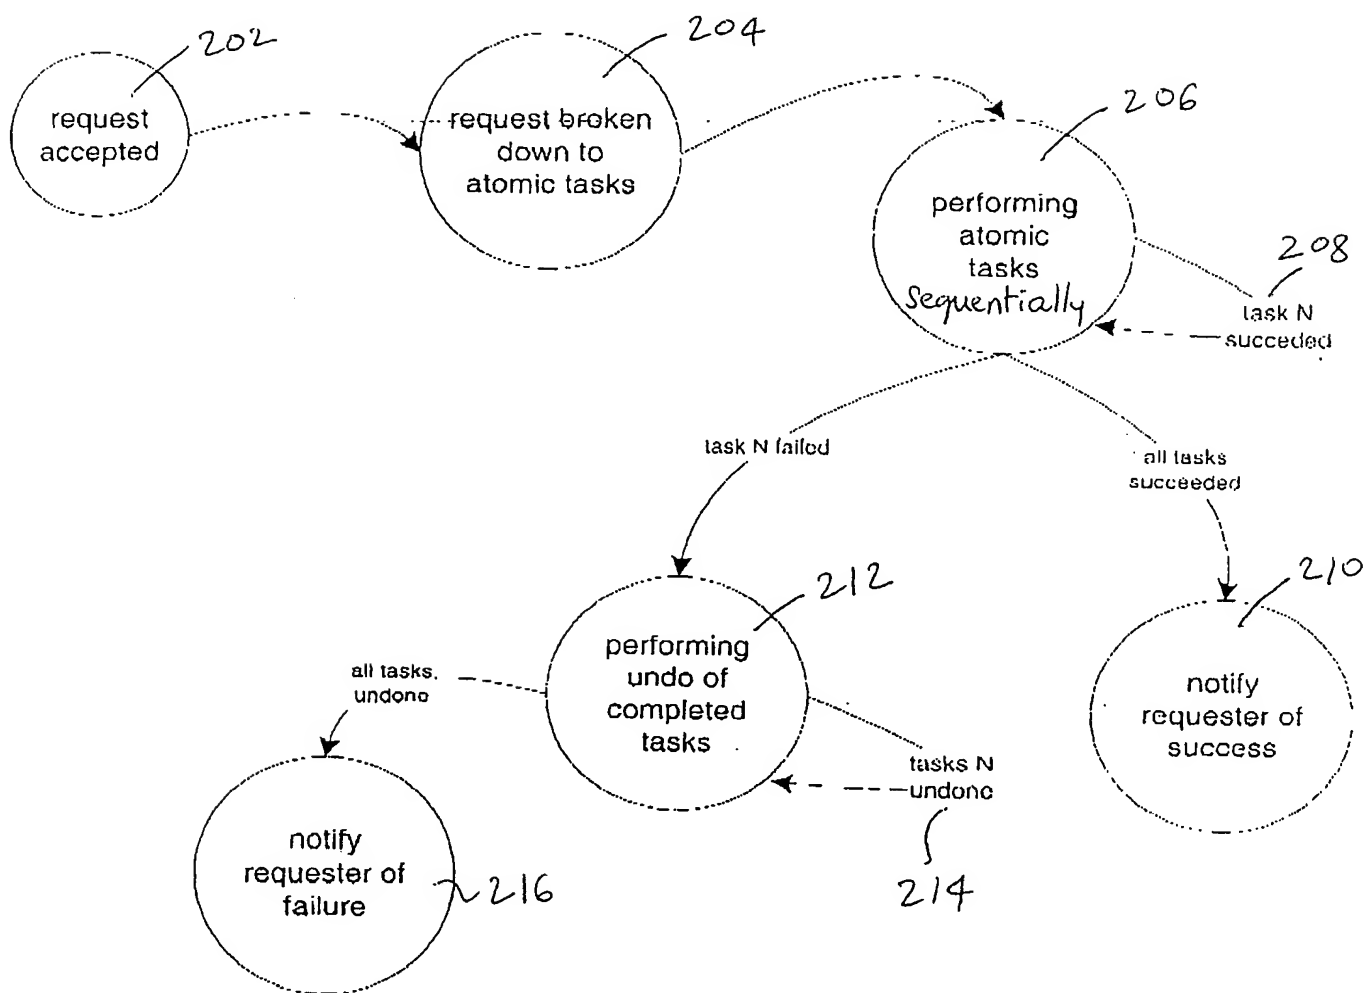 202
204
request
accepted
request broken
down to
atomic tasks
206
performing
atomic
tasks
sequentially
208
task N
succeded
task N failed
all tasks
succeeded
212
performing
undo of
completed
tasks
210
notify
requester of
success
all tasks.
undone
tasks N
undone
214
notify
requester of
failure
216